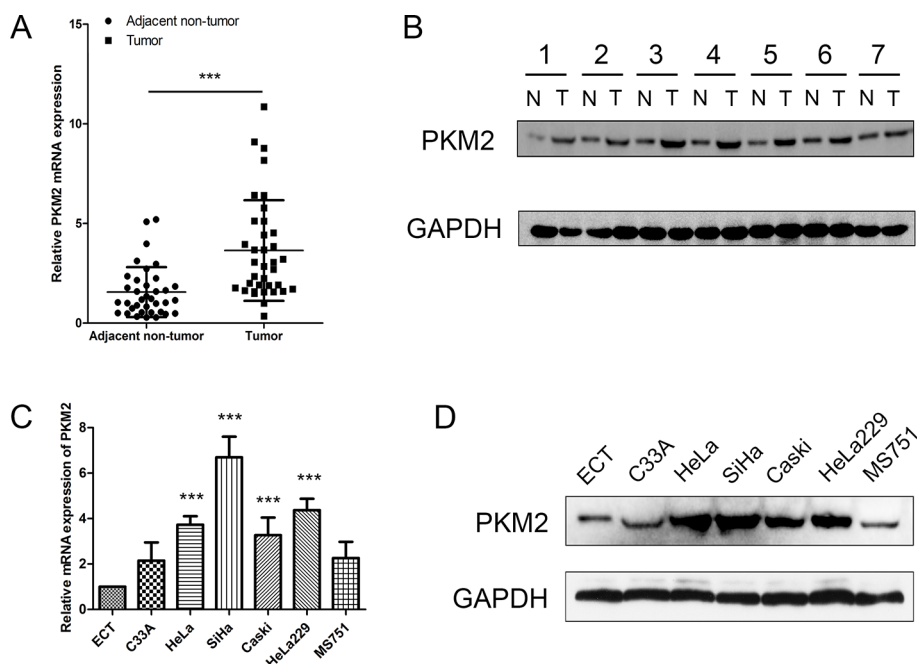 A
Relative PKM2 mRNA expression
15
10
5
0
Adjacent non-tumor
Tumor
***
Adjacent non-tumor
Tumor
B
1 2 3 4 5 6 7
N T N T N T N T N T N T N T
PKM2
GAPDH
C
Relative mRNA expression of PKM2
8
6
4
2
0
***
***
***
***
ECT
C33A
HeLa
SiHa
Caski
HeLa229
MS751
D
ECT
C33A
HeLa
SiHa
Caski
HeLa229
MS751
PKM2
GAPDH